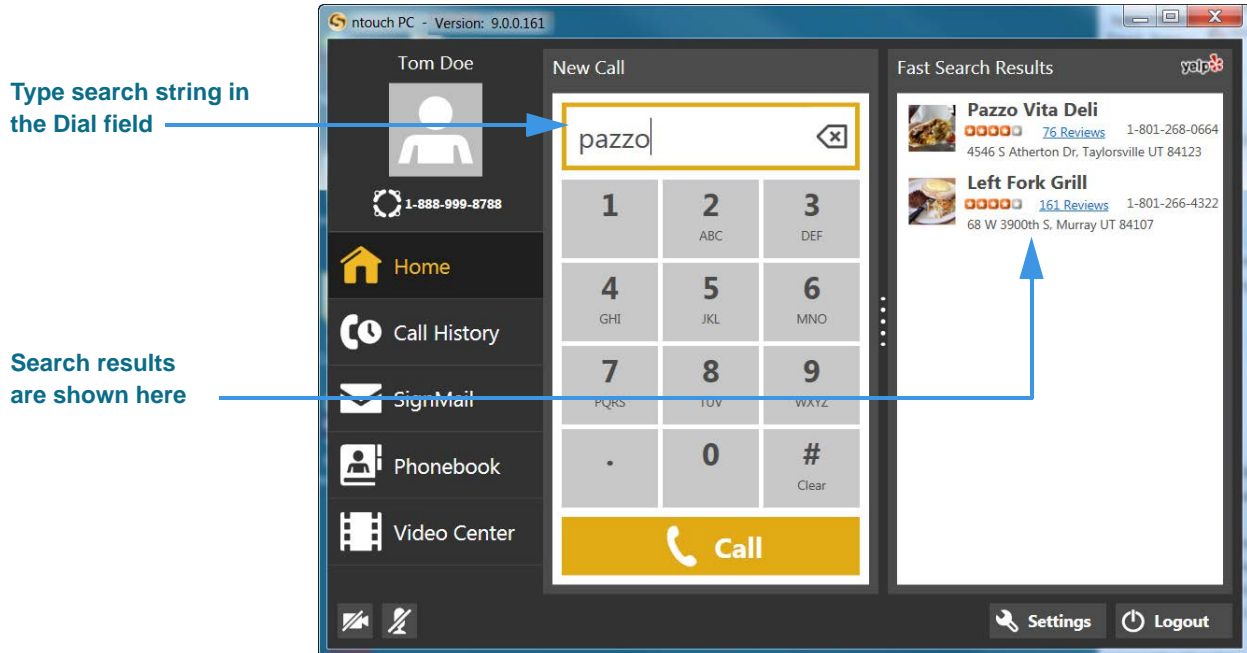 ntouch PC - Version: 9.0.0.161
Type search string in
the Dial field
Tom Doe
1-888-999-8788
Home
Call History
SignMail
Phonebook
Video Center
New Call
pazzo
1
2
ABC
3
DEF
4
GHI
5
JKL
6
MNO
7
PQRS
8
TUV
9
WXYZ
.
0
#
Clear
Call
Fast Search Results
yelp
Pazzo Vita Deli
76 Reviews 1-801-268-0664
4546 S Atherton Dr, Taylorsville UT 84123
Left Fork Grill
161 Reviews 1-801-266-4322
68 W 3900th S, Murray UT 84107
Search results
are shown here
Settings
Logout